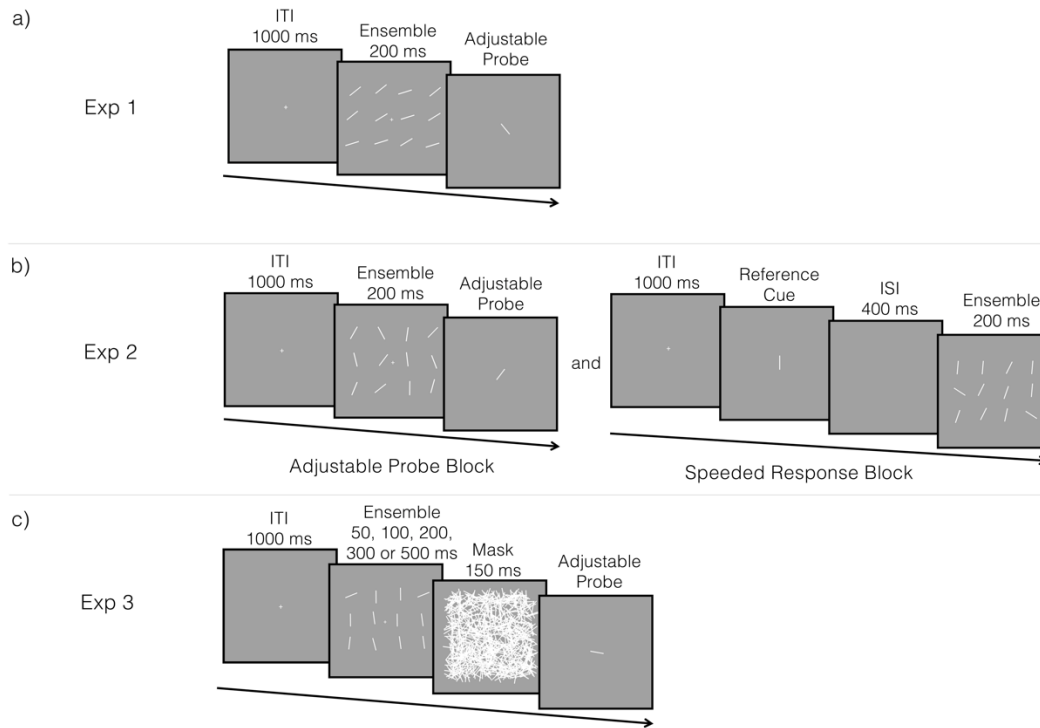 a)
Exp 1
ITI
1000 ms
Ensemble
200 ms
Adjustable
Probe
b)
Exp 2
ITI
1000 ms
Ensemble
200 ms
Adjustable
Probe
Adjustable Probe Block
and
ITI
1000 ms
Reference
Cue
ISI
400 ms
Ensemble
200 ms
Speeded Response Block
c)
Exp 3
ITI
1000 ms
Ensemble
50, 100, 200,
300 or 500 ms
Mask
150 ms
Adjustable
Probe